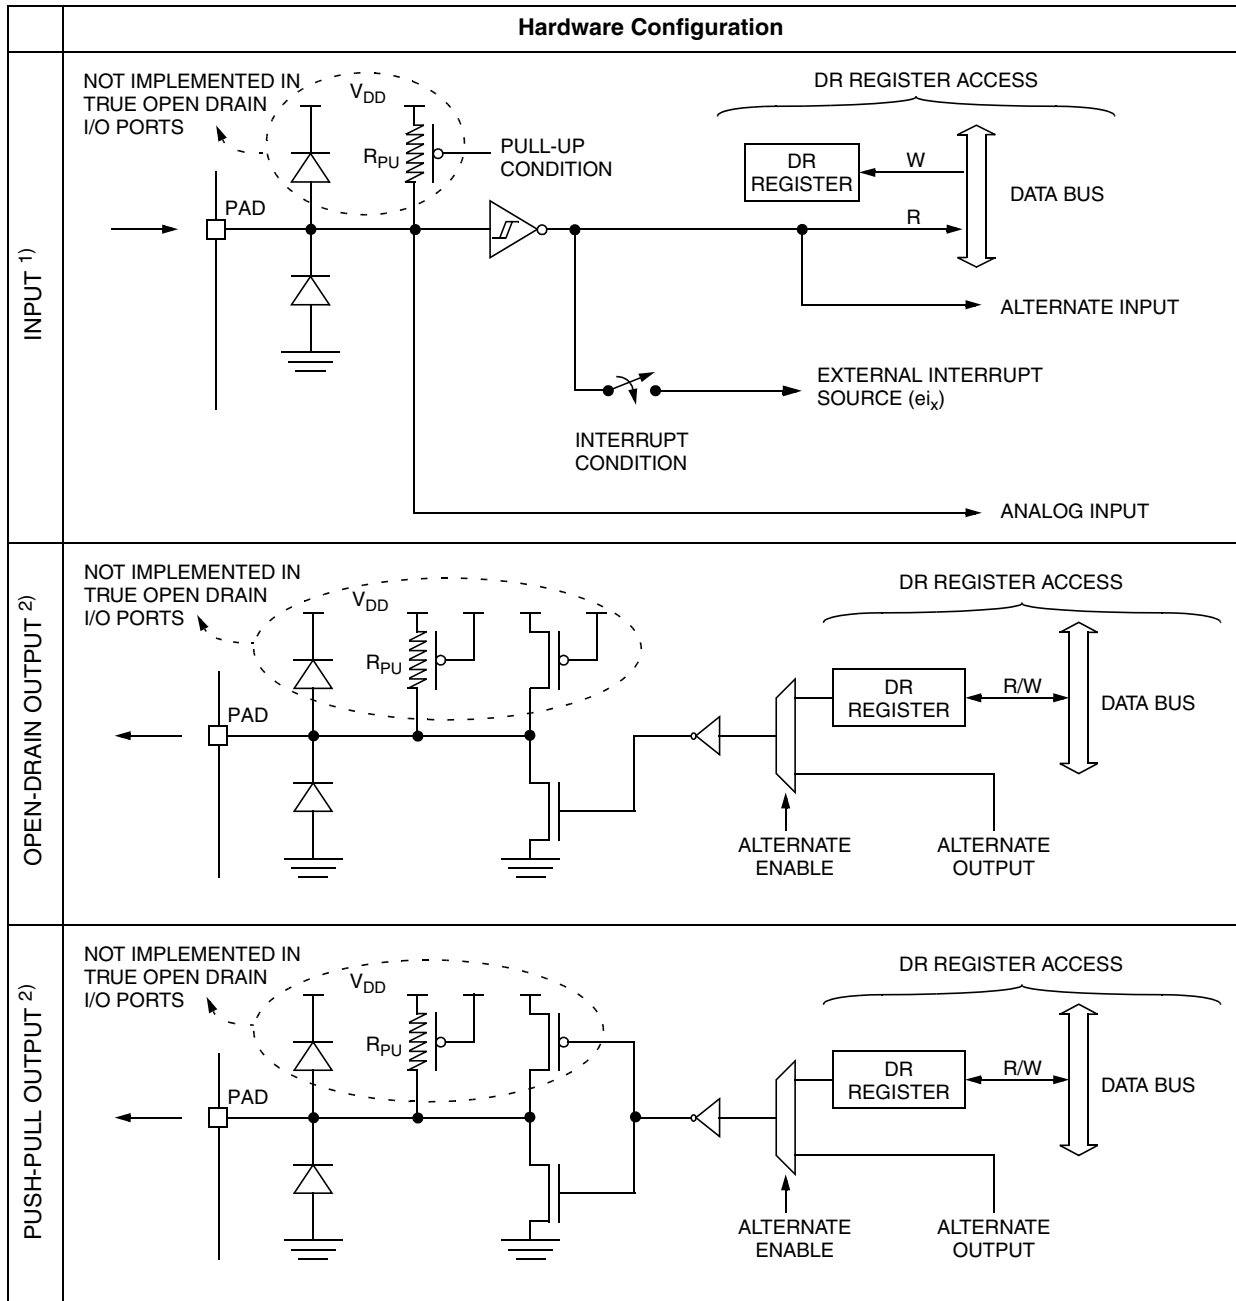 Hardware Configuration
INPUT 1)
NOT IMPLEMENTED IN
TRUE OPEN DRAIN
I/O PORTS
VDD
RPU
PULL-UP
CONDITION
PAD
DR REGISTER ACCESS
DR
REGISTER
W
R
DATA BUS
ALTERNATE INPUT
EXTERNAL INTERRUPT
SOURCE (eix)
INTERRUPT
CONDITION
ANALOG INPUT
OPEN-DRAIN OUTPUT 2)
NOT IMPLEMENTED IN
TRUE OPEN DRAIN
I/O PORTS
VDD
RPU
PAD
DR REGISTER ACCESS
DR
REGISTER
R/W
DATA BUS
ALTERNATE
ENABLE
ALTERNATE
OUTPUT
PUSH-PULL OUTPUT 2)
NOT IMPLEMENTED IN
TRUE OPEN DRAIN
I/O PORTS
VDD
RPU
PAD
DR REGISTER ACCESS
DR
REGISTER
R/W
DATA BUS
ALTERNATE
ENABLE
ALTERNATE
OUTPUT